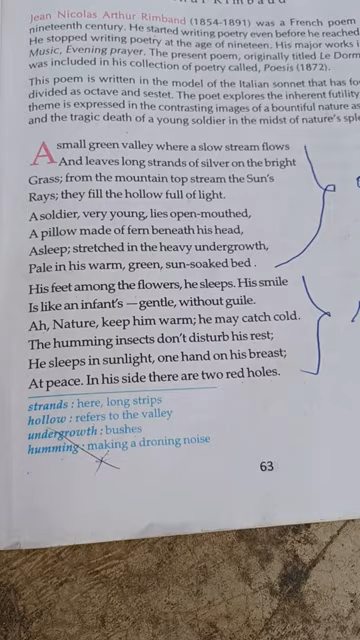 Jean Nicolas Arthur Rimband (1854-1891) was a French poem
nineteenth century. He started writing poetry even before he reached
He stopped writing poetry at the age of nineteen. His major works i
Music, Evening prayer. The present poem, originally titled Le Dorm
was included in his collection of poetry called, Poesis (1872).
This poem is written in the model of the Italian sonnet that has fo
divided as octave and sestet. The poet explores the inherent futility
theme is expressed in the contrasting images of a bountiful nature as
and the tragic death of a young soldier in the midst of nature's sple
A small green valley where a slow stream flows
And leaves long strands of silver on the bright
Grass; from the mountain top stream the Sun's
Rays; they fill the hollow full of light.
A soldier, very young, lies open-mouthed,
A pillow made of fern beneath his head,
Asleep; stretched in the heavy undergrowth,
Pale in his warm, green, sun-soaked bed.
His feet among the flowers, he sleeps. His smile
Is like an infant's — gentle, without guile.
Ah, Nature, keep him warm; he may catch cold.
The humming insects don't disturb his rest;
He sleeps in sunlight, one hand on his breast;
At peace. In his side there are two red holes.
strands : here, long strips
hollow : refers to the valley
undergrowth : bushes
humming : making a droning noise
63